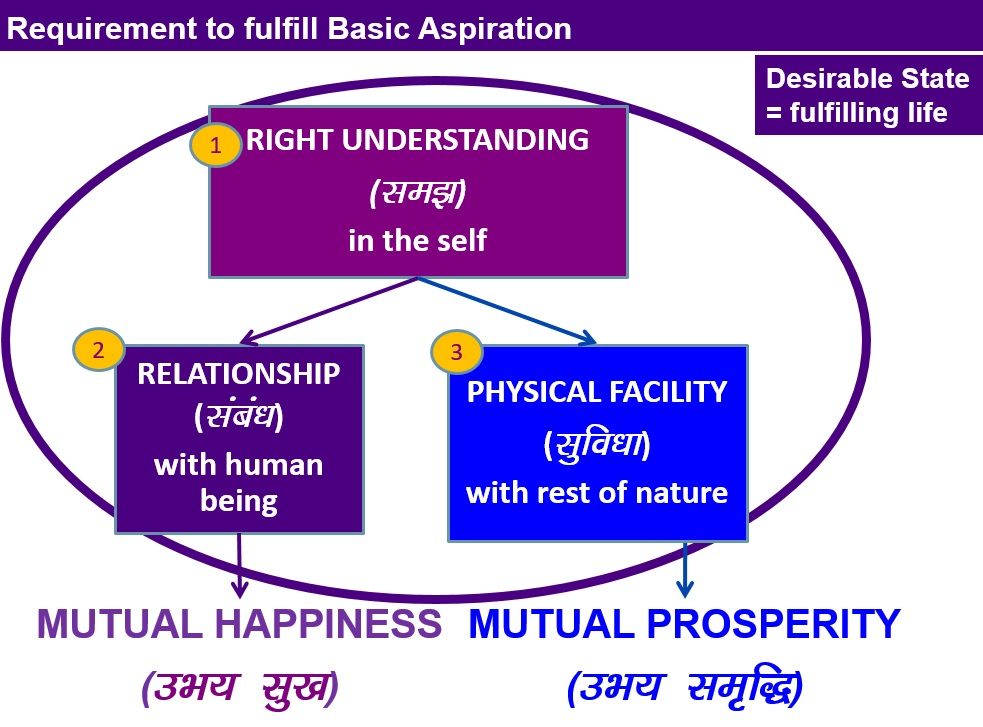 Requirement to fulfill Basic Aspiration
Desirable State
= fulfilling life
1
RIGHT UNDERSTANDING
(समझ)
in the self
2
RELATIONSHIP
(संबंध)
with human
being
3
PHYSICAL FACILITY
(सुविधा)
with rest of nature
MUTUAL HAPPINESS
(उभय सुख)
MUTUAL PROSPERITY
(उभय समृद्धि)